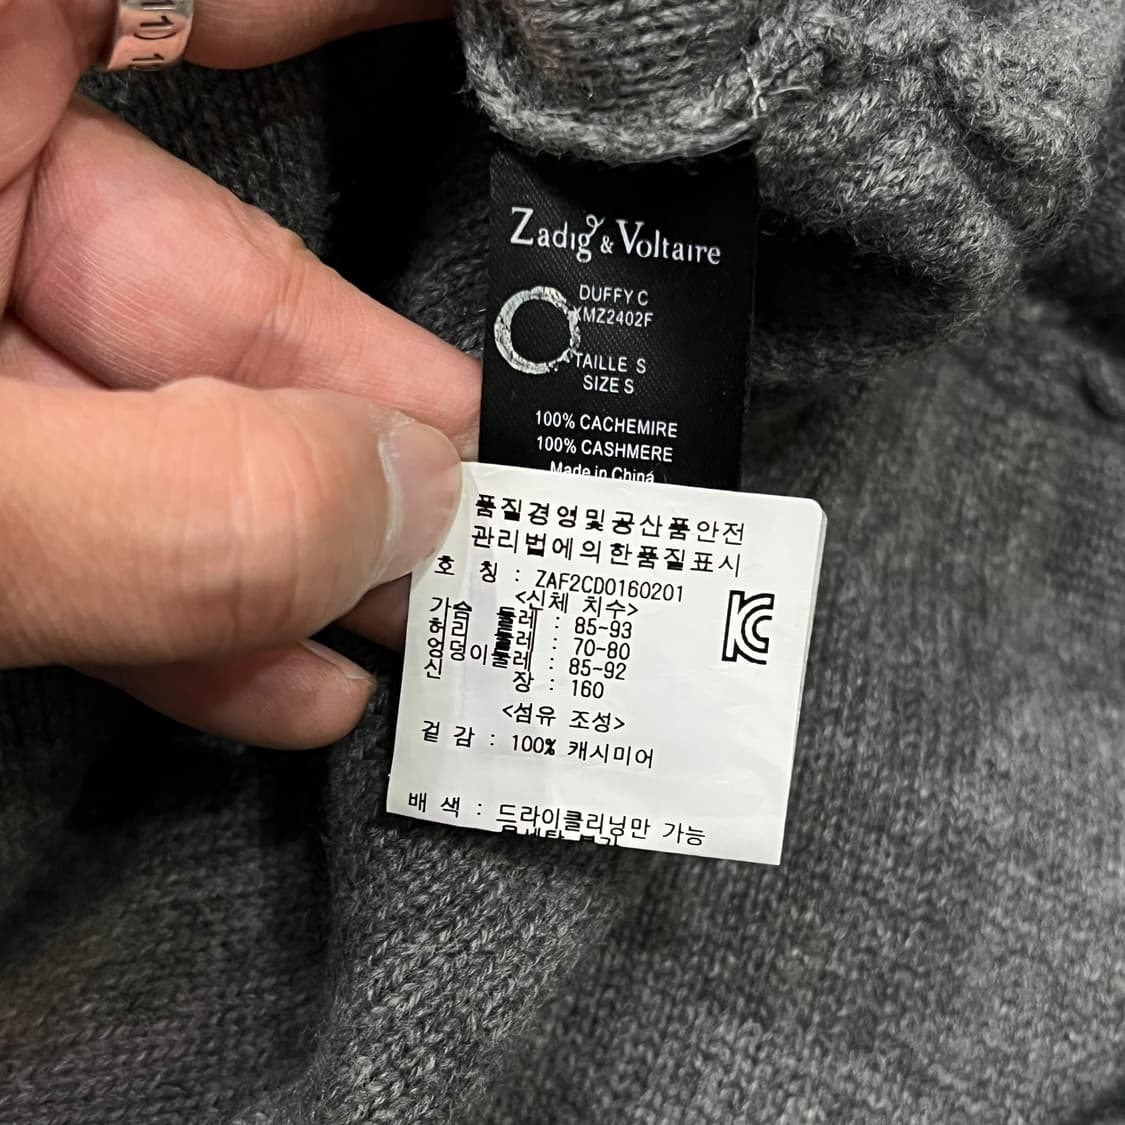 10 10
Zadig & Voltaire
DUFFY C
KMZ2402F
TAILLE S
SIZE S
100% CACHEMIRE
100% CASHMERE
Made in China
품질경영및공산품안전
관리법에의한품질표시
호 칭 : ZAF2CD0160201
<신체 치수>
가슴 둘레 : 85-93
허리 둘레 : 70-80
엉덩이둘레 : 85-92
신 장 : 160
<섬유 조성>
겉 감 : 100% 캐시미어
배 색 : 드라이클리닝만 가능